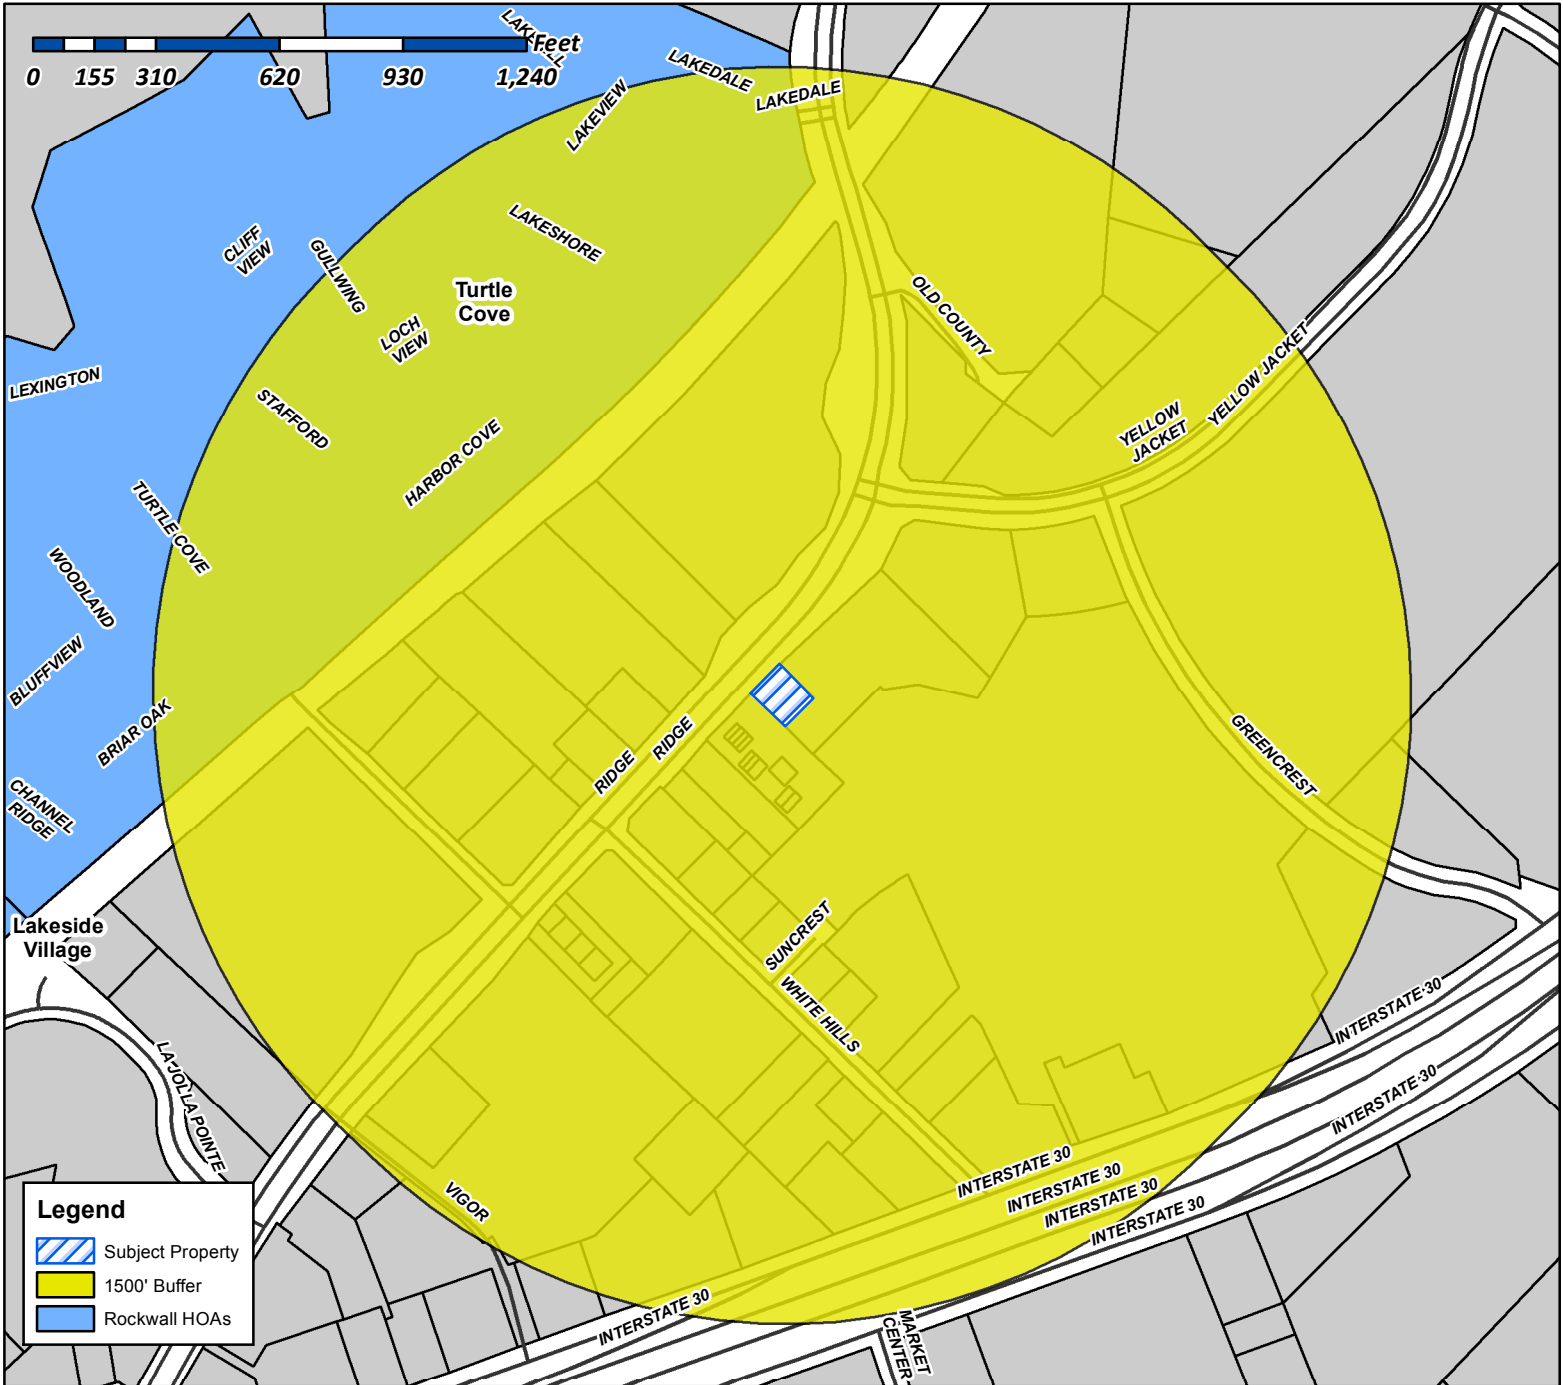 Feet
0 155 310 620 930 1,240
LAKEHILL
LAKEDALE
LAKEDALE
LAKEVIEW
LAKESHORE
CLIFF
VIEW
GULLWING
Turtle
Cove
LOCH
VIEW
OLD COUNTY
LEXINGTON
STAFFORD
HARBOR COVE
YELLOW
JACKET
YELLOW JACKET
TURTLE COVE
WOODLAND
BLUFFVIEW
BRIAR OAK
CHANNEL
RIDGE
RIDGE
RIDGE
GREENCREST
Lakeside
Village
SUNCREST
WHITE HILLS
LA JOLLA POINTE
INTERSTATE 30
INTERSTATE 30
INTERSTATE 30
INTERSTATE 30
INTERSTATE 30
INTERSTATE 30
VIGOR
INTERSTATE 30
MARKET
CENTER
Legend
Subject Property
1500' Buffer
Rockwall HOAs